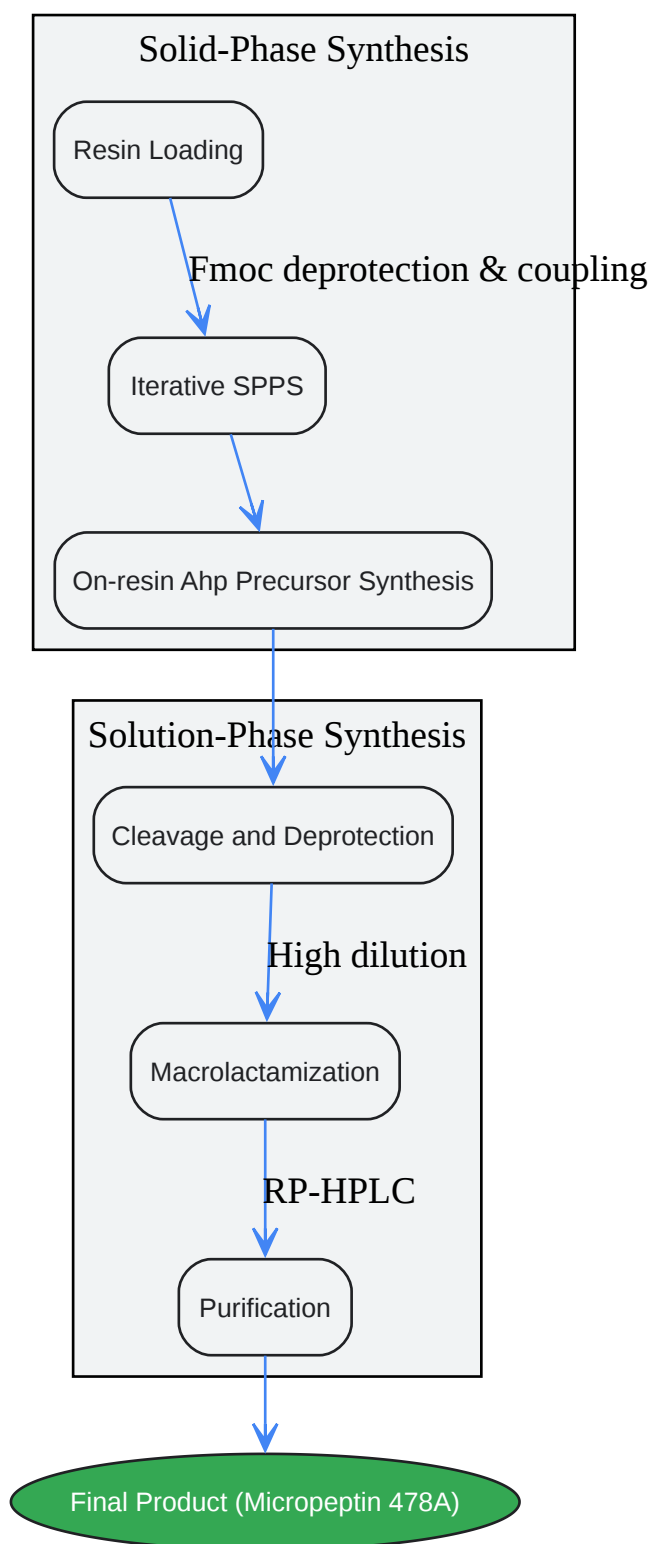 Solid-Phase Synthesis
Resin Loading
Fmoc deprotection & coupling
Iterative SPPS
On-resin Ahp Precursor Synthesis
Solution-Phase Synthesis
Cleavage and Deprotection
High dilution
Macrolactamization
RP-HPLC
Purification
Final Product (Micropeptin 478A)